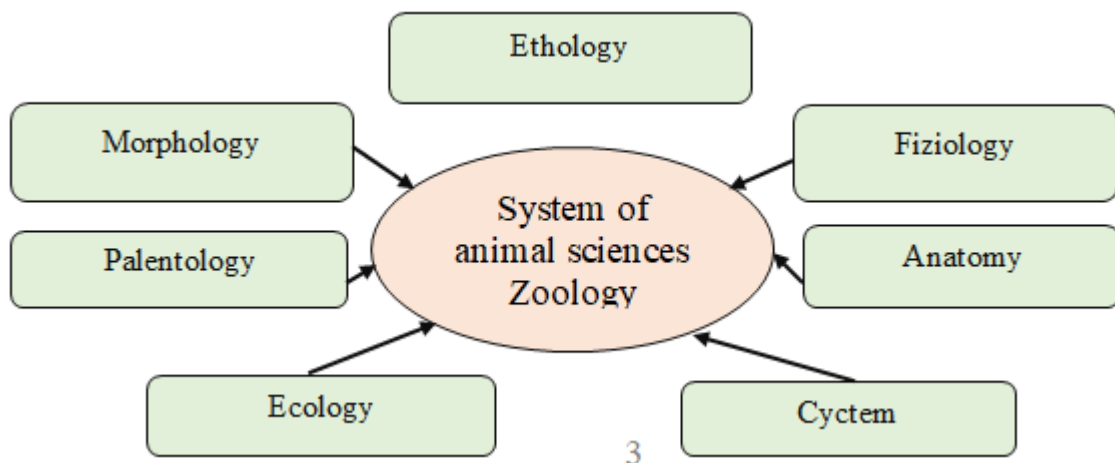 Ethology
Morphology
Fiziology
System of
animal sciences
Zoology
Palentology
Anatomy
Ecology
Cyctem
3